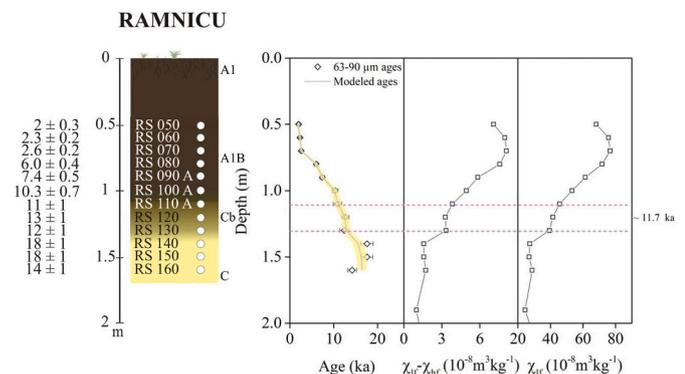 RAMNICU
0
0.5
1
1.5
2
m
2 ± 0.3
2.3 ± 0.2
2.6 ± 0.2
6.0 ± 0.4
7.4 ± 0.5
10.3 ± 0.7
11 ± 1
13 ± 1
12 ± 1
18 ± 1
18 ± 1
14 ± 1
RS 050
RS 060
RS 070
RS 080
RS 090 A
RS 100 A
RS 110 A
RS 120
RS 130
RS 140
RS 150
RS 160
A1
A1B
Cb
C
Depth (m)
0.0
0.5
1.0
1.5
2.0
63-90 μm ages
Modeled ages
~ 11.7 ka
0 10 20 0 3 6 20 40 60 80
Age (ka) χlf-χhf (10-8m3kg-1) χlf (10-8m3kg-1)